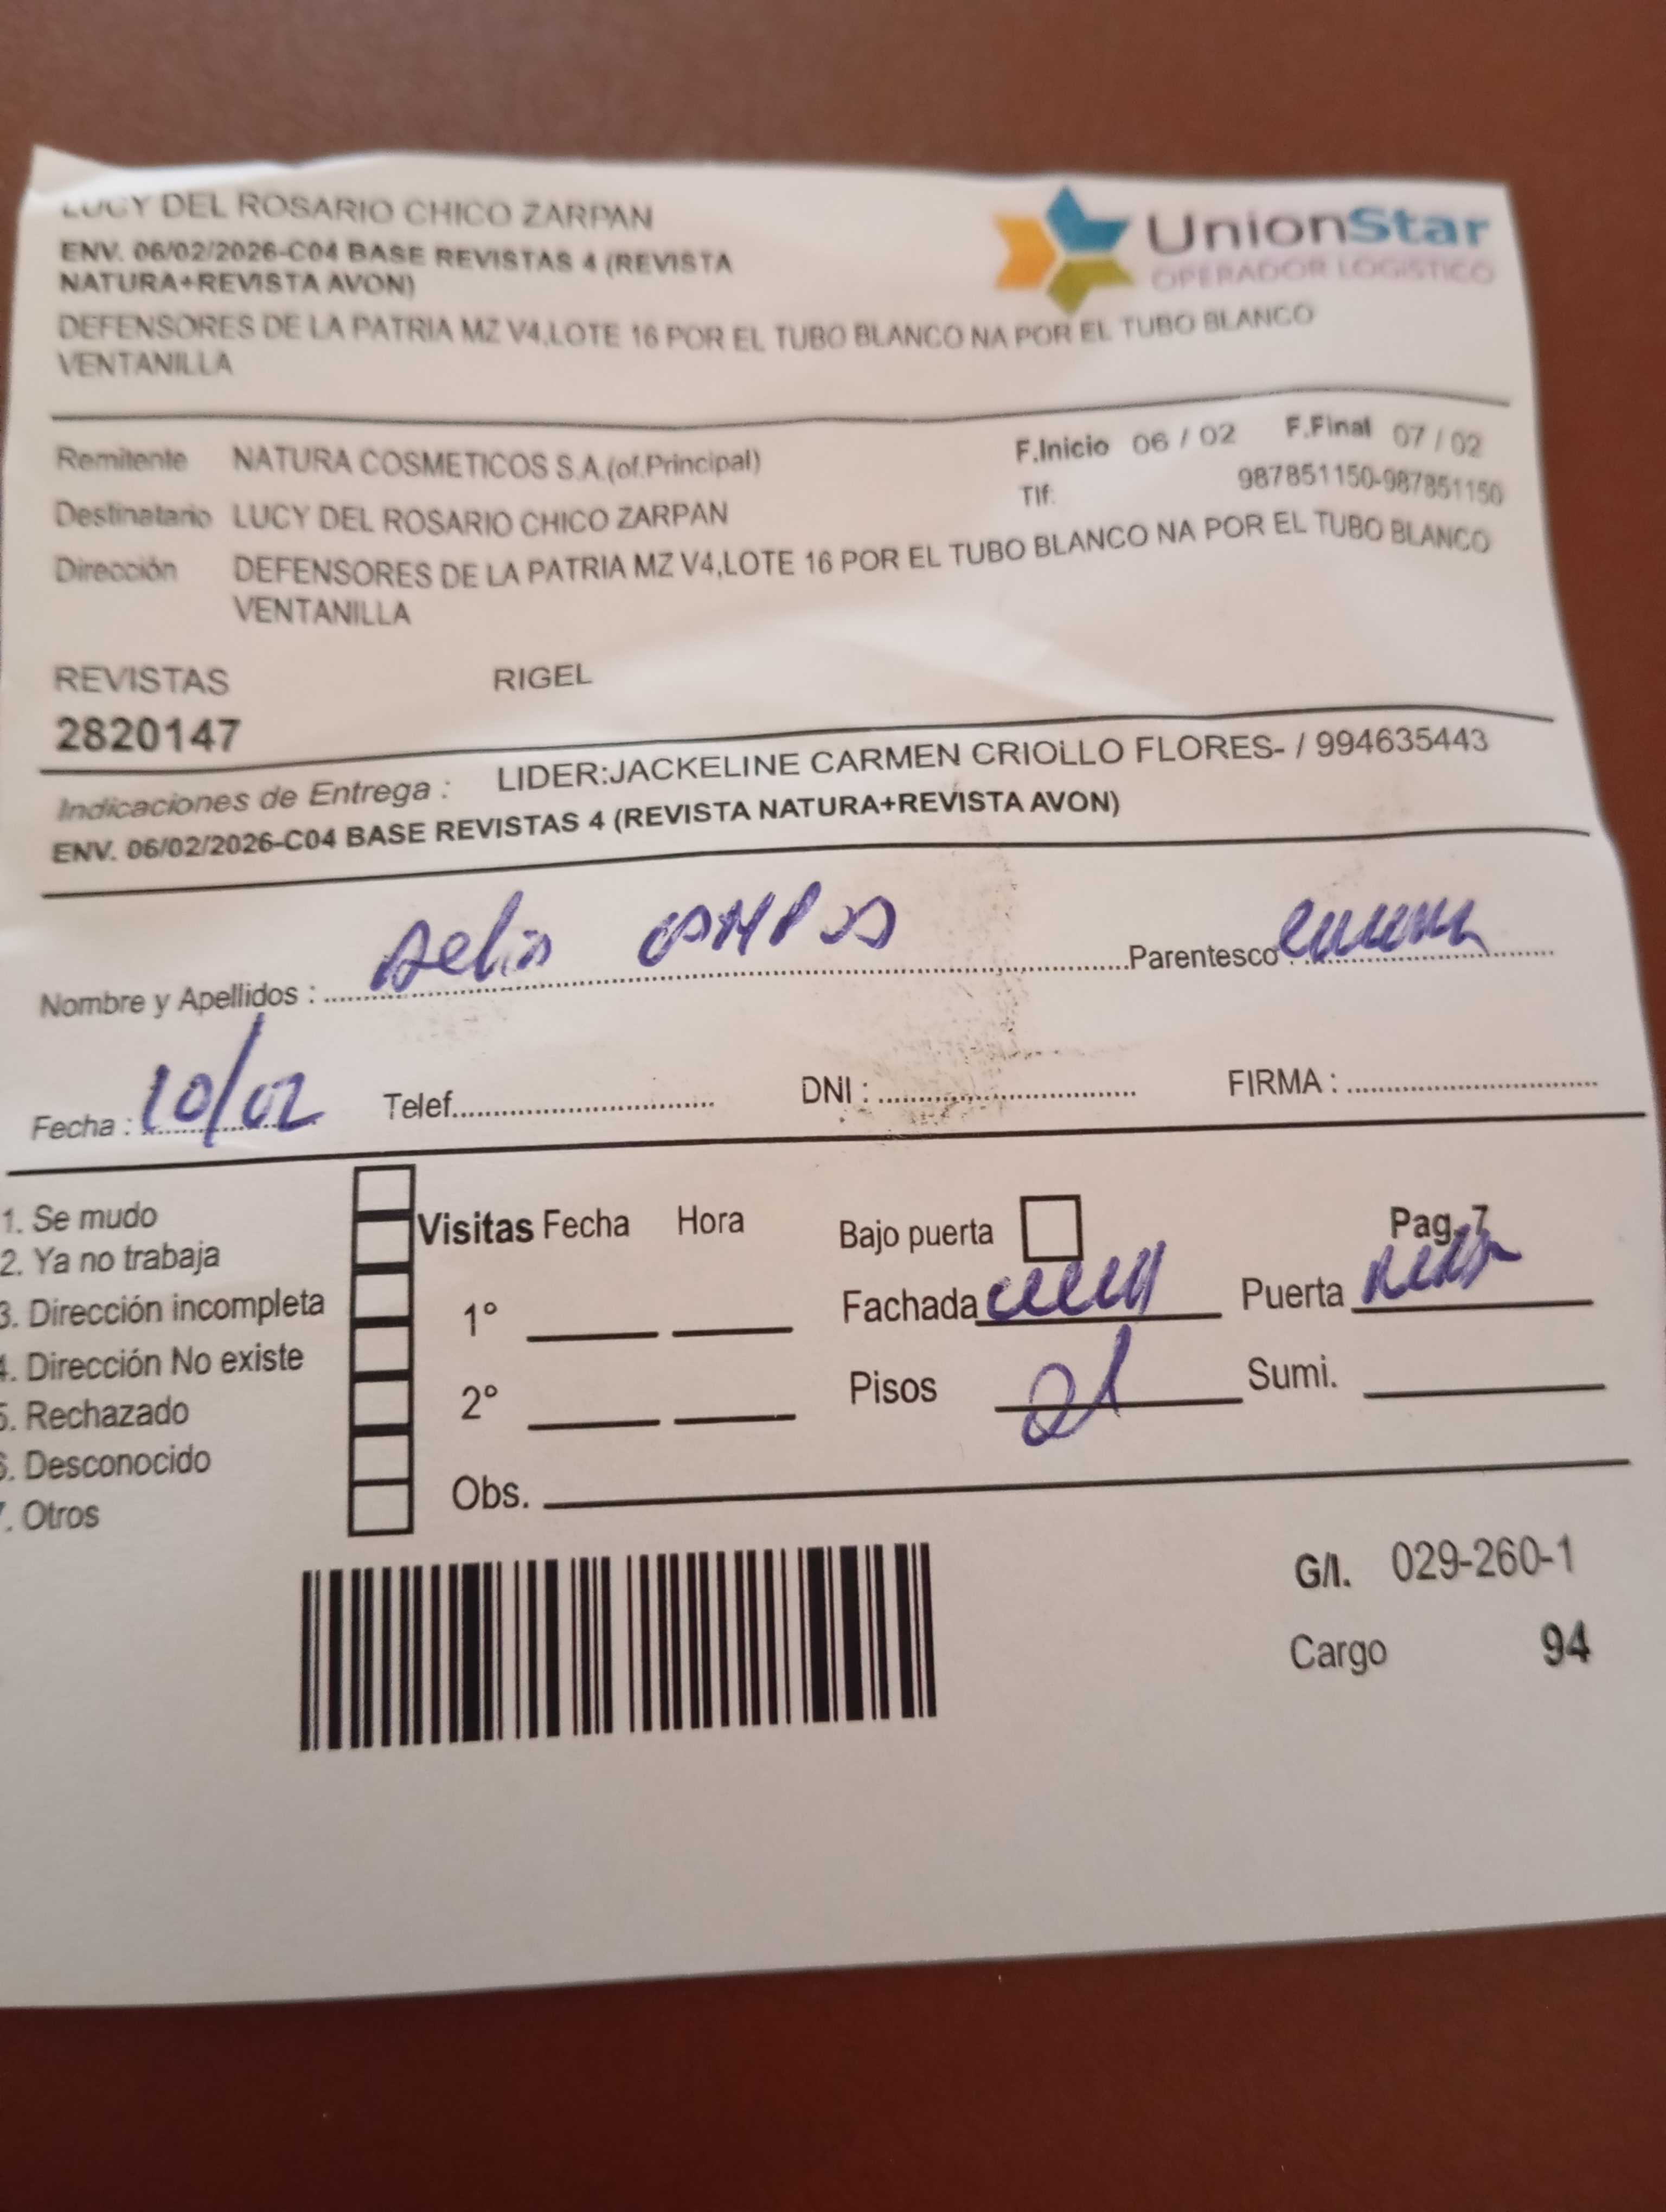 LUCY DEL ROSARIO CHICO ZARPAN
UnionStar
OPERADOR LOGISTICO
ENV. 06/02/2026-C04 BASE REVISTAS 4 (REVISTA
NATURA+REVISTA AVON)
DEFENSORES DE LA PATRIA MZ V4,LOTE 16 POR EL TUBO BLANCO NA POR EL TUBO BLANCO
VENTANILLA
Remitente NATURA COSMETICOS S.A.(of.Principal) F.Inicio 06 / 02 F.Final 07 / 02
Tlf: 987851150-987851150
Destinatario LUCY DEL ROSARIO CHICO ZARPAN
Dirección DEFENSORES DE LA PATRIA MZ V4,LOTE 16 POR EL TUBO BLANCO NA POR EL TUBO BLANCO
VENTANILLA
REVISTAS RIGEL
2820147
Indicaciones de Entrega : LIDER:JACKELINE CARMEN CRIOLLO FLORES- / 994635443
ENV. 06/02/2026-C04 BASE REVISTAS 4 (REVISTA NATURA+REVISTA AVON)
Nombre y Apellidos : Delia CAMPOS Parentesco :
Fecha : 10/02 Telef. DNI : FIRMA :
1. Se mudo
2. Ya no trabaja
3. Dirección incompleta
4. Dirección No existe
5. Rechazado
6. Desconocido
7. Otros
Visitas Fecha Hora
1°
2°
Obs.
Bajo puerta Pag. 7
Fachada Puerta
Pisos Sumi.
G/I. 029-260-1
Cargo 94